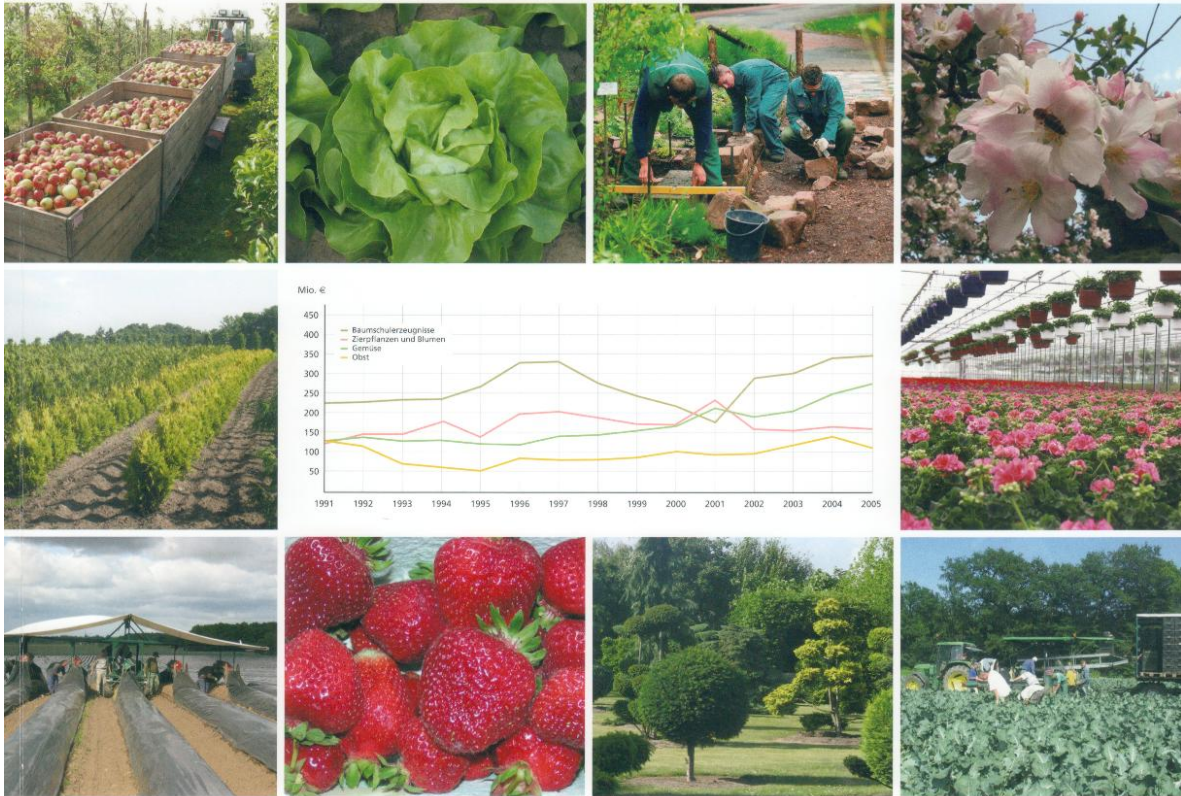 Mio. €
450
400
350
300
250
200
150
100
50
Baumschulerzeugnisse
Zierpflanzen und Blumen
Gemüse
Obst
1991 1992 1993 1994 1995 1996 1997 1998 1999 2000 2001 2002 2003 2004 2005